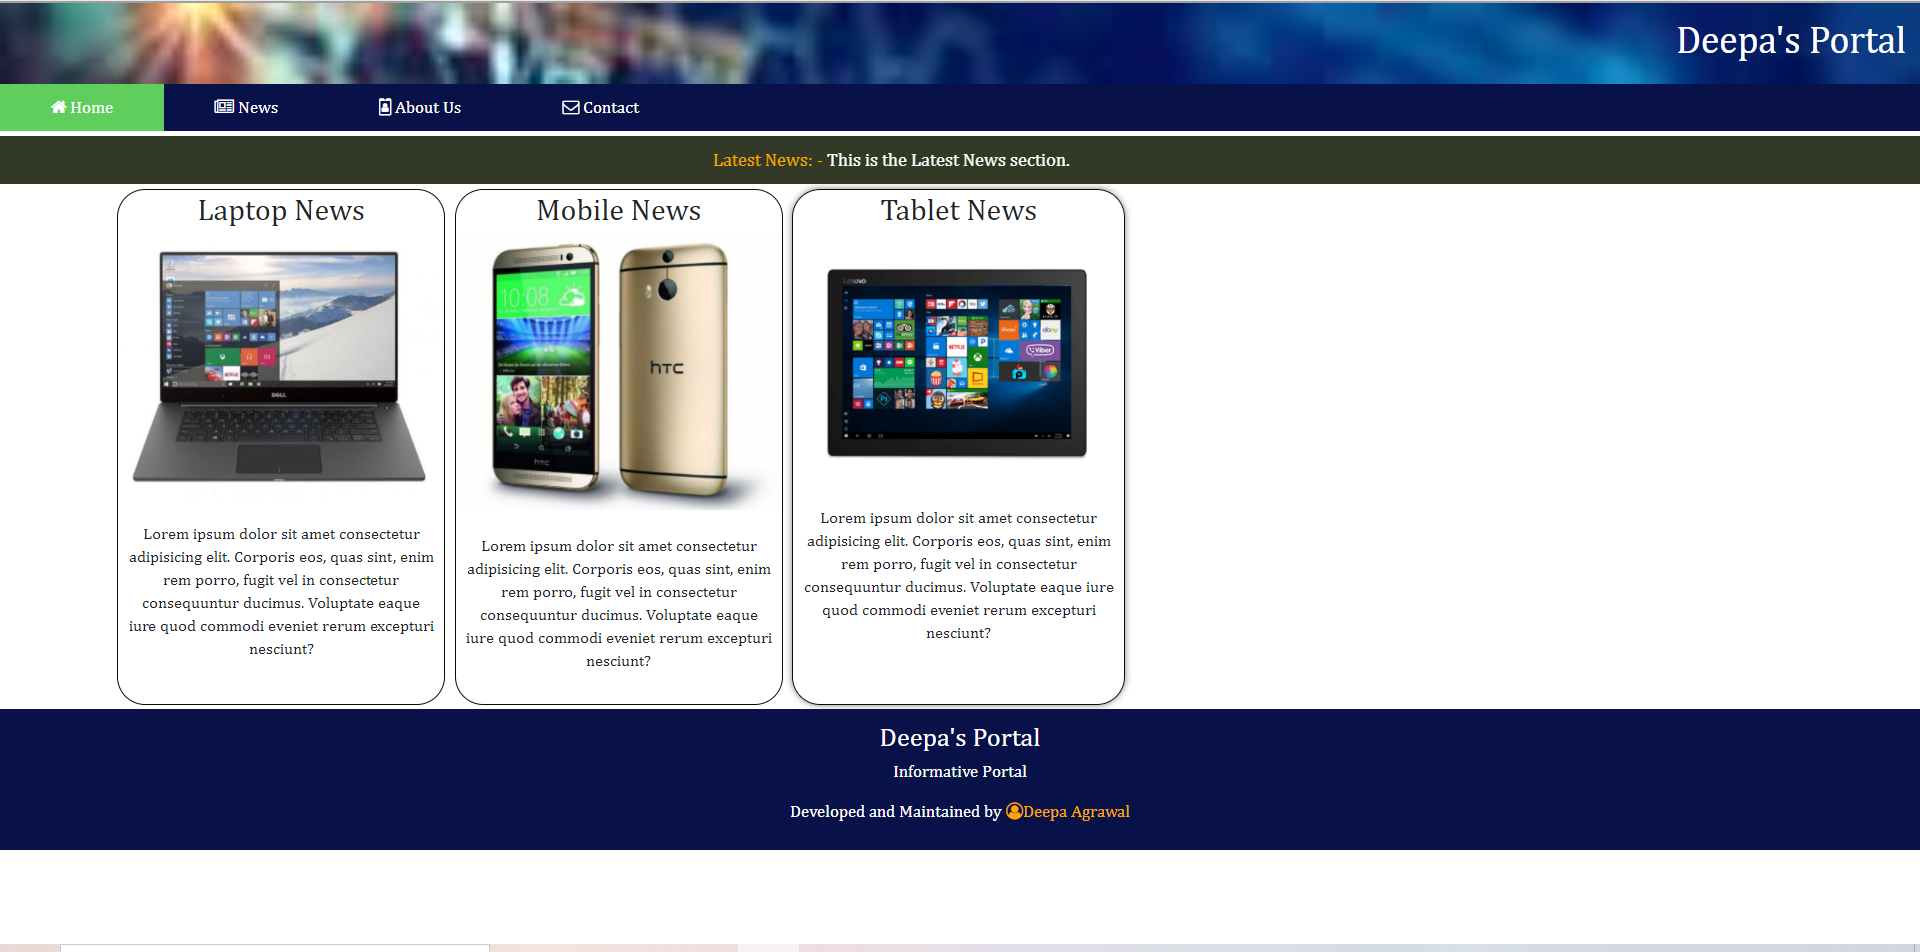 Deepa's Portal
Home News About Us Contact
Latest News: - This is the Latest News section.
Laptop News
DELL
Lorem ipsum dolor sit amet consectetur
adipisicing elit. Corporis eos, quas sint, enim
rem porro, fugit vel in consectetur
consequuntur ducimus. Voluptate eaque
iure quod commodi eveniet rerum excepturi
nesciunt?
Mobile News
10:08
hTC
hTC
Lorem ipsum dolor sit amet consectetur
adipisicing elit. Corporis eos, quas sint, enim
rem porro, fugit vel in consectetur
consequuntur ducimus. Voluptate eaque
iure quod commodi eveniet rerum excepturi
nesciunt?
Tablet News
Lenovo
NETFLIX
ebay
Viber
Lorem ipsum dolor sit amet consectetur
adipisicing elit. Corporis eos, quas sint, enim
rem porro, fugit vel in consectetur
consequuntur ducimus. Voluptate eaque iure
quod commodi eveniet rerum excepturi
nesciunt?
Deepa's Portal
Informative Portal
Developed and Maintained by Deepa Agrawal